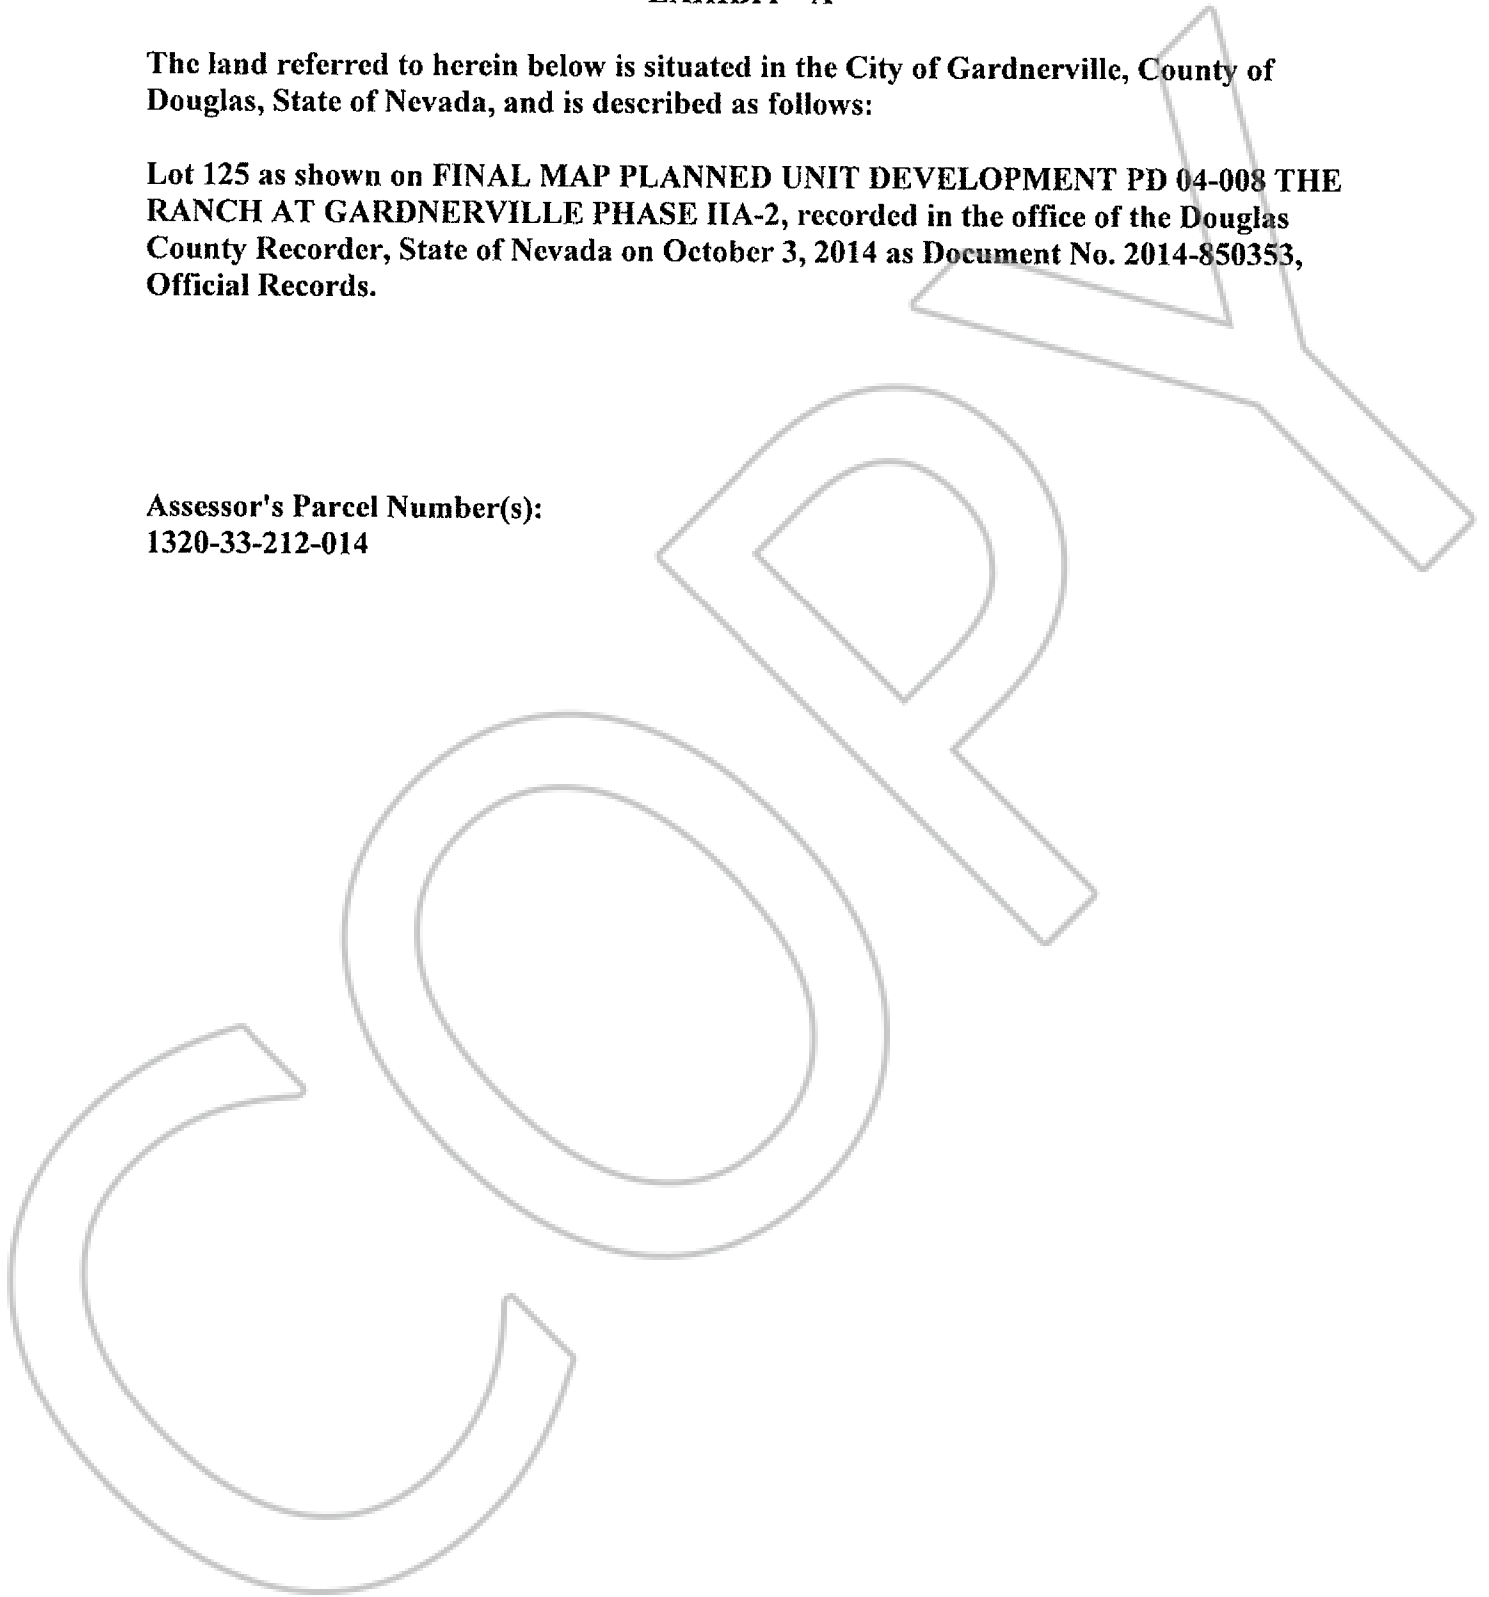 The land referred to herein below is situated in the City of Gardnerville, County of
Douglas, State of Nevada, and is described as follows:
Lot 125 as shown on FINAL MAP PLANNED UNIT DEVELOPMENT PD 04-008 THE
RANCH AT GARDNERVILLE PHASE IIA-2, recorded in the office of the Douglas
County Recorder, State of Nevada on October 3, 2014 as Document No. 2014-850353,
Official Records.
Assessor's Parcel Number(s):
1320-33-212-014
COPY